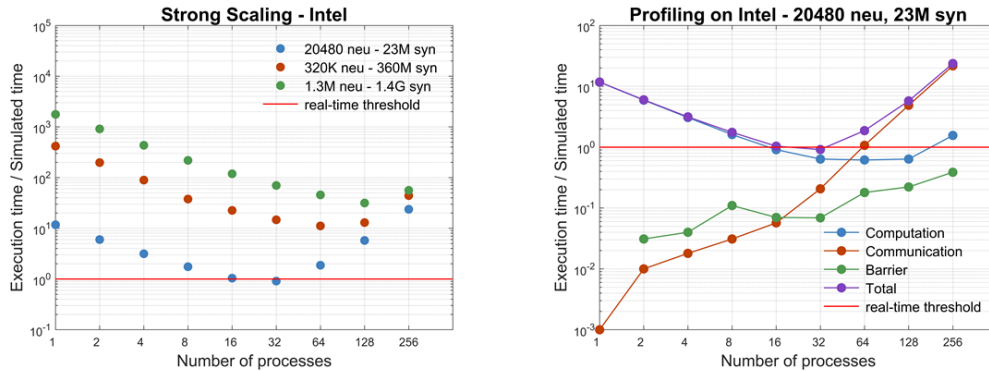 Strong Scaling - Intel
Execution time / Simulated time
10^5
10^4
10^3
10^2
10^1
10^0
10^-1
20480 neu - 23M syn
320K neu - 360M syn
1.3M neu - 1.4G syn
real-time threshold
1 2 4 8 16 32 64 128 256
Number of processes
Profiling on Intel - 20480 neu, 23M syn
Execution time / Simulated time
10^1
10^0
10^-1
10^-2
10^-3
Computation
Communication
Barrier
Total
real-time threshold
1 2 4 8 16 32 64 128 256
Number of processes